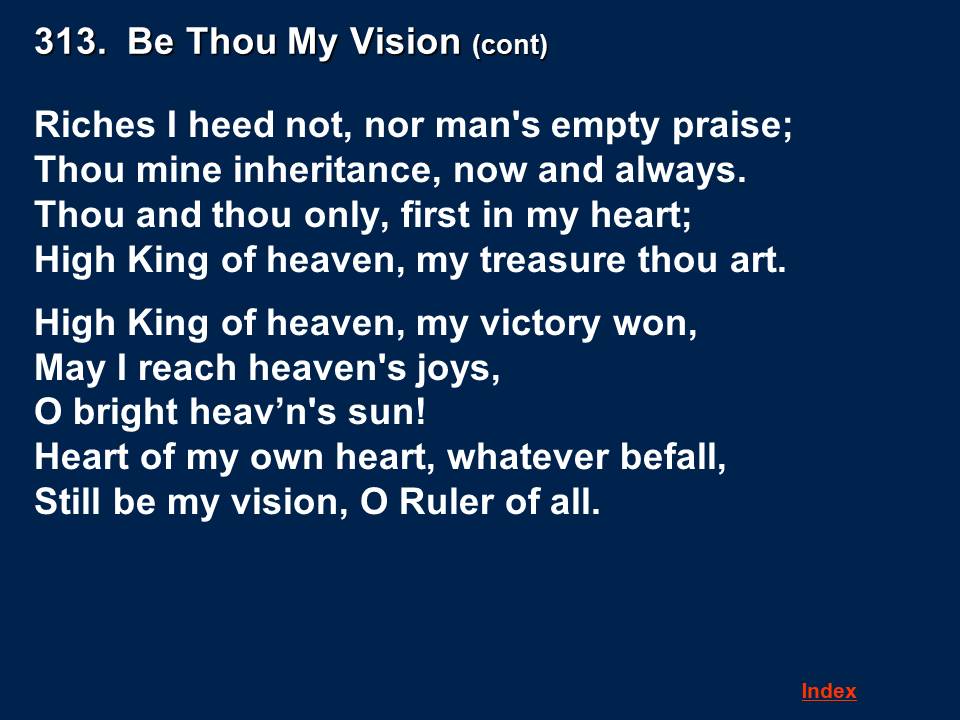 313.  Be Thou My Vision (cont)
Riches I heed not, nor man's empty praise;
Thou mine inheritance, now and always.
Thou and thou only, first in my heart;
High King of heaven, my treasure thou art.
High King of heaven, my victory won,
May I reach heaven's joys,
O bright heav’n's sun!
Heart of my own heart, whatever befall,
Still be my vision, O Ruler of all.
Index